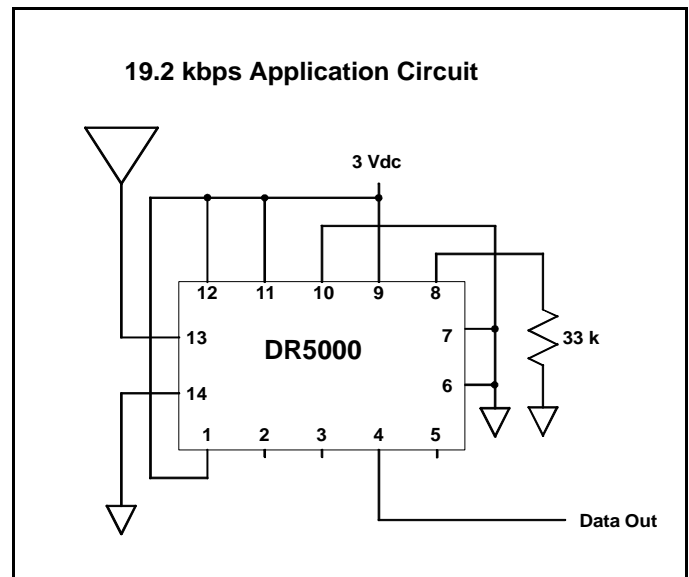 19.2 kbps Application Circuit
3 Vdc
12 11 10 9 8
13
7
33 k
DR5000
14
6
1 2 3 4 5
Data Out